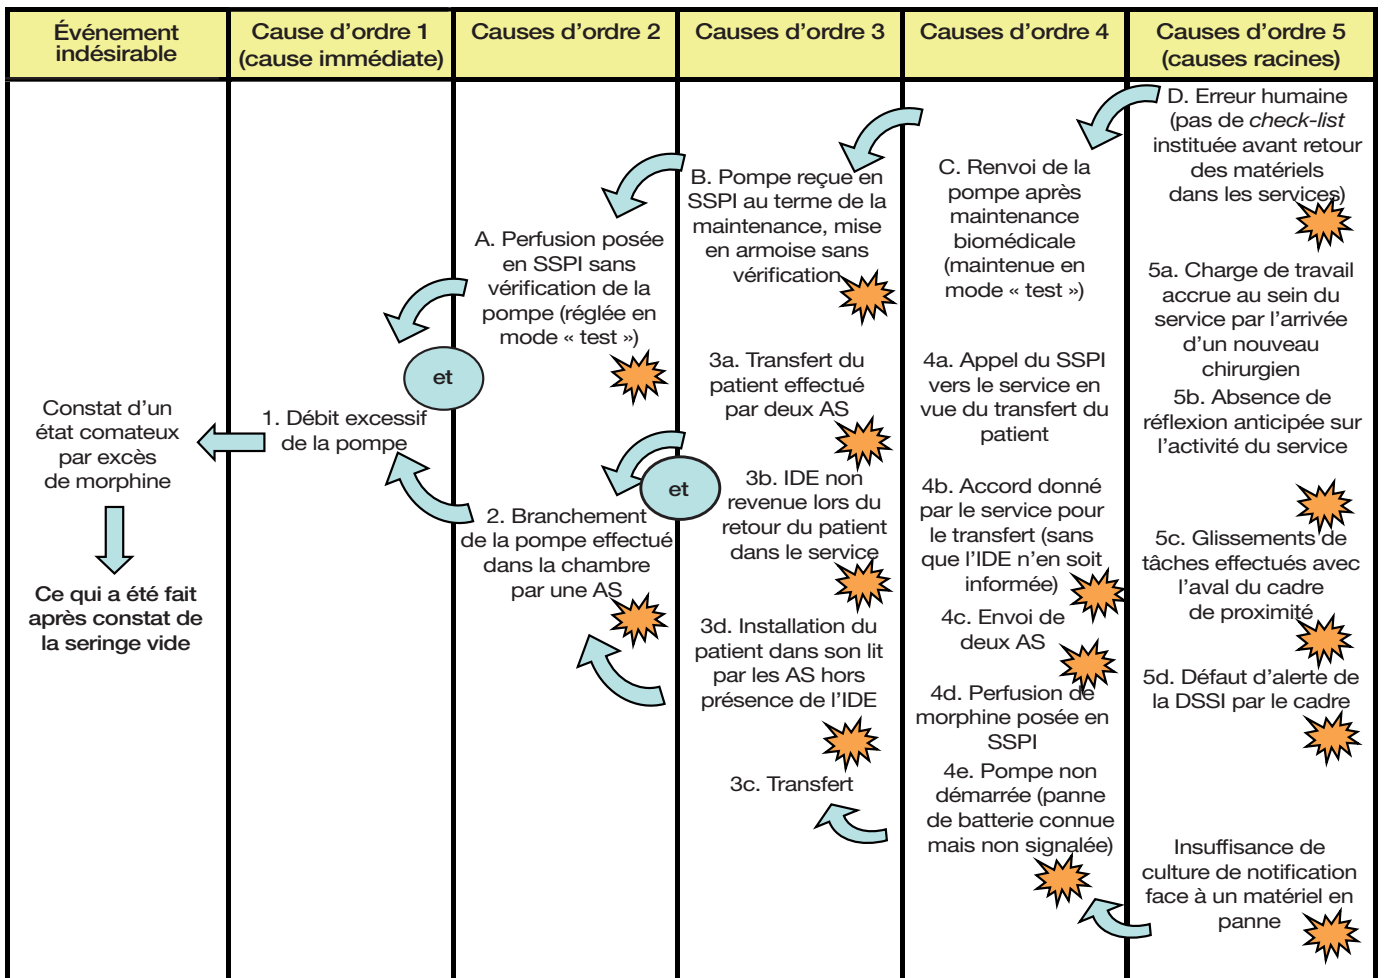 Événement
indésirable
Cause d'ordre 1
(cause immédiate)
Causes d'ordre 2
Causes d'ordre 3
Causes d'ordre 4
Causes d'ordre 5
(causes racines)
Constat d'un
état comateux
par excès
de morphine
Ce qui a été fait
après constat de
la seringe vide
1. Débit excessif
de la pompe
et
A. Perfusion posée
en SSPI sans
vérification de la
pompe (réglée en
mode « test »)
2. Branchement
de la pompe effectué
dans la chambre
par une AS
et
B. Pompe reçue en
SSPI au terme de la
maintenance, mise
en armoise sans
vérification
3a. Transfert du
patient effectué
par deux AS
3b. IDE non
revenue lors du
retour du patient
dans le service
3d. Installation du
patient dans son lit
par les AS hors
présence de l'IDE
3c. Transfert
C. Renvoi de la
pompe après
maintenance
biomédicale
(maintenue en
mode « test »)
4a. Appel du SSPI
vers le service en
vue du transfert du
patient
4b. Accord donné
par le service pour
le transfert (sans
que l'IDE n'en soit
informée)
4c. Envoi de
deux AS
4d. Perfusion de
morphine posée en
SSPI
4e. Pompe non
démarrée (panne
de batterie connue
mais non signalée)
D. Erreur humaine
(pas de check-list
instituée avant retour
des matériels
dans les services)
5a. Charge de travail
accrue au sein du
service par l'arrivée
d'un nouveau
chirurgien
5b. Absence de
réflexion anticipée sur
l'activité du service
5c. Glissements de
tâches effectués avec
l'aval du cadre
de proximité
5d. Défaut d'alerte de
la DSSI par le cadre
Insuffisance de
culture de notification
face à un matériel en
panne